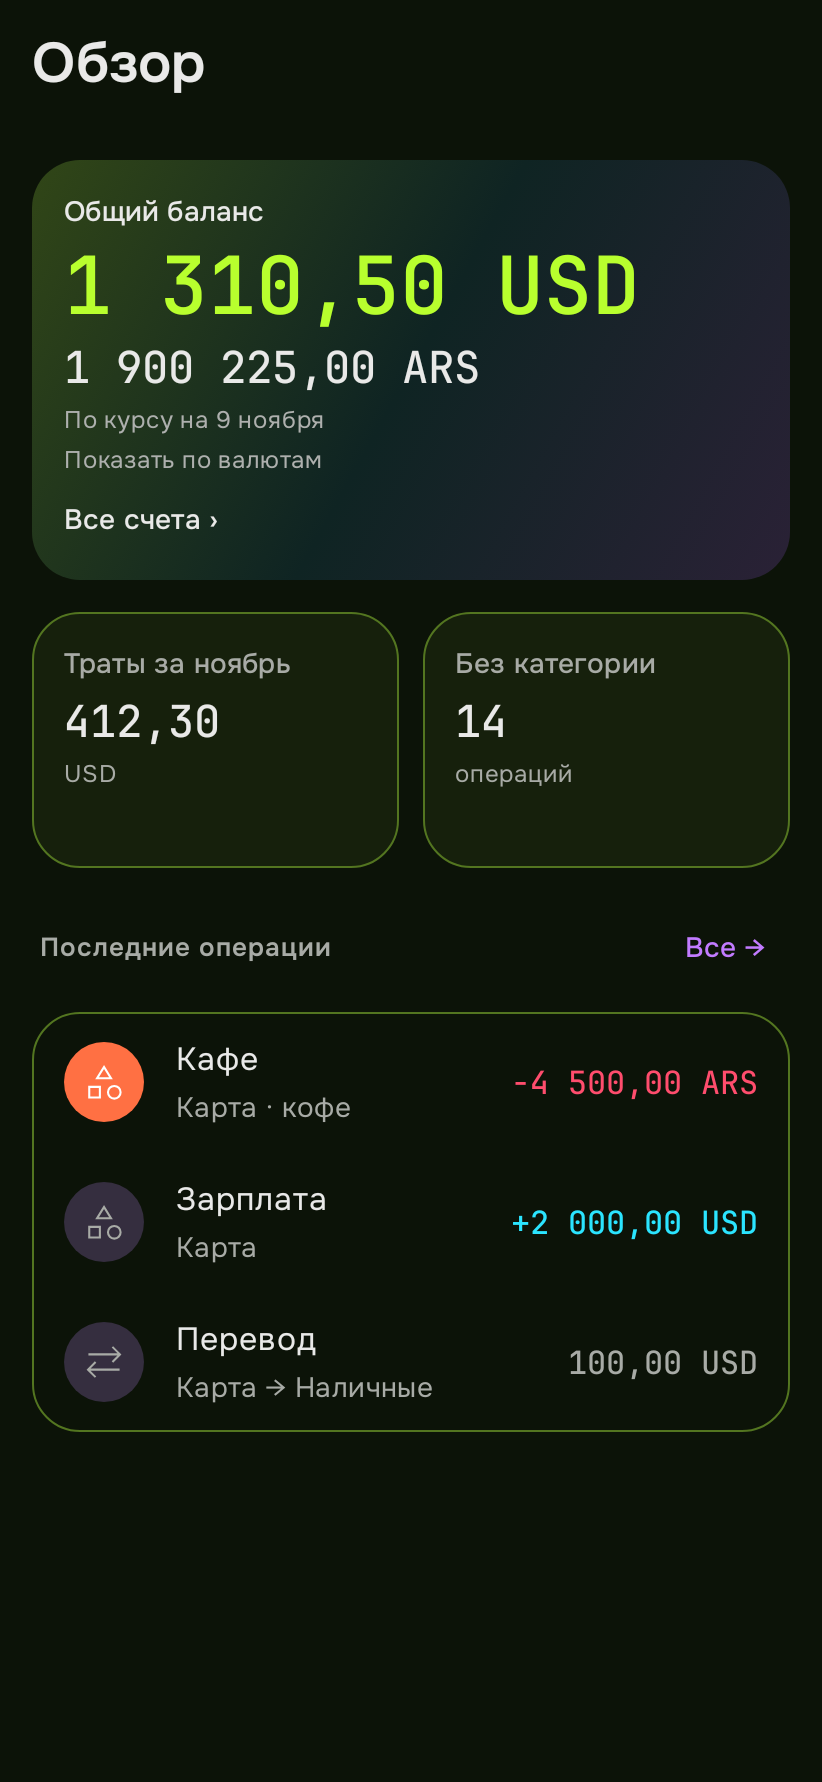 Обзор
Общий баланс
1 310,50 USD
1 900 225,00 ARS
По курсу на 9 ноября
Показать по валютам
Все счета ›
Траты за ноябрь
412,30
USD
Без категории
14
операций
Последние операции
Все →
Кафе
Карта · кофе
-4 500,00 ARS
Зарплата
Карта
+2 000,00 USD
Перевод
Карта → Наличные
100,00 USD